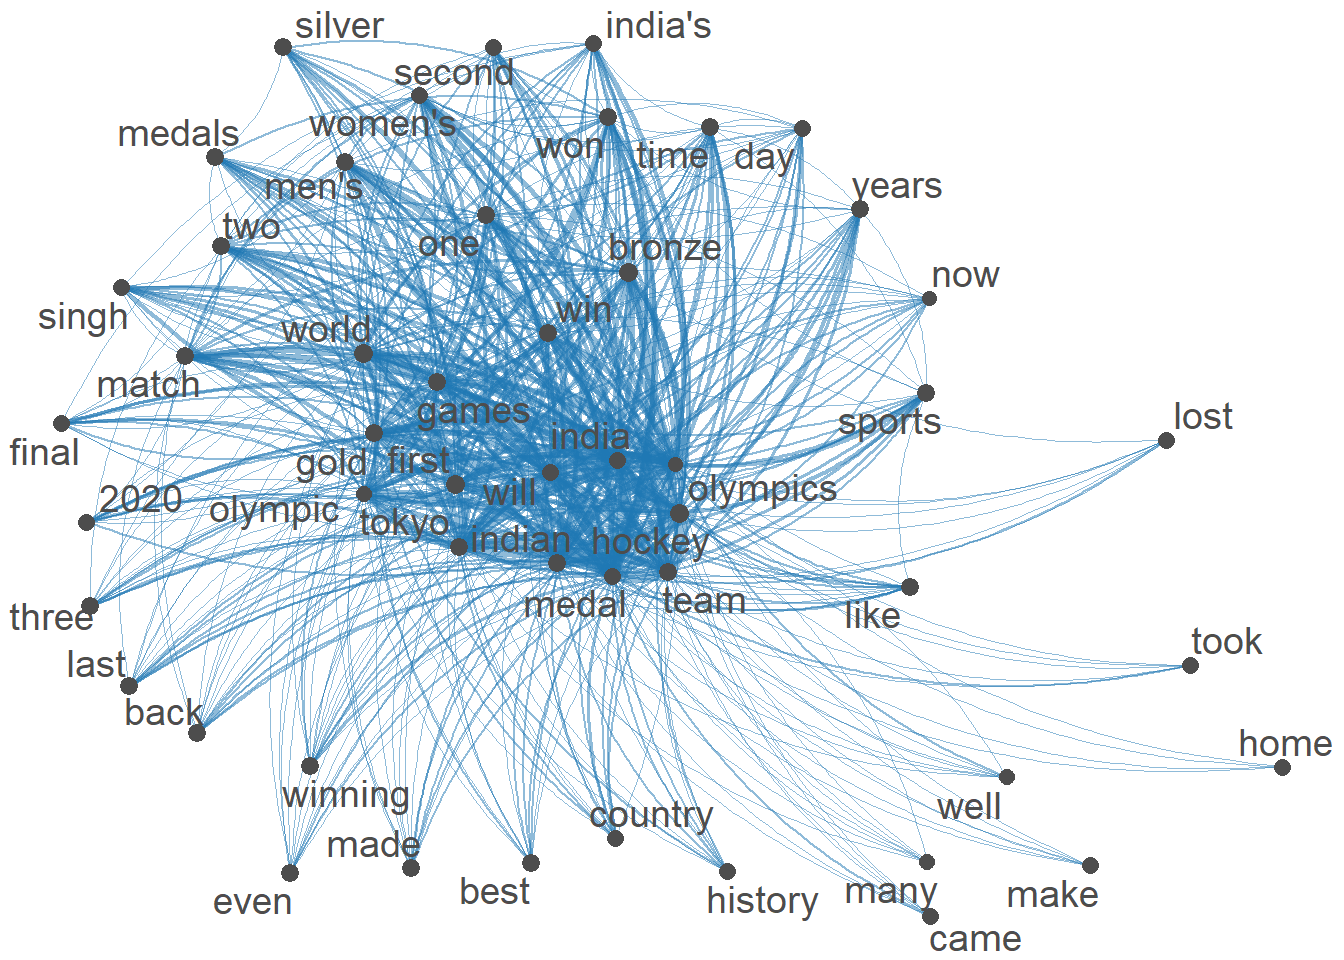 silver
india's
second
women's
medals
won
time
day
men's
years
two
one
bronze
now
singh
win
world
match
games
sports
lost
final
india
gold
first
2020
will
olympics
olympic
tokyo
indian
hockey
three
medal
team
like
last
took
back
home
winning
well
country
made
even
best
history
many
make
came